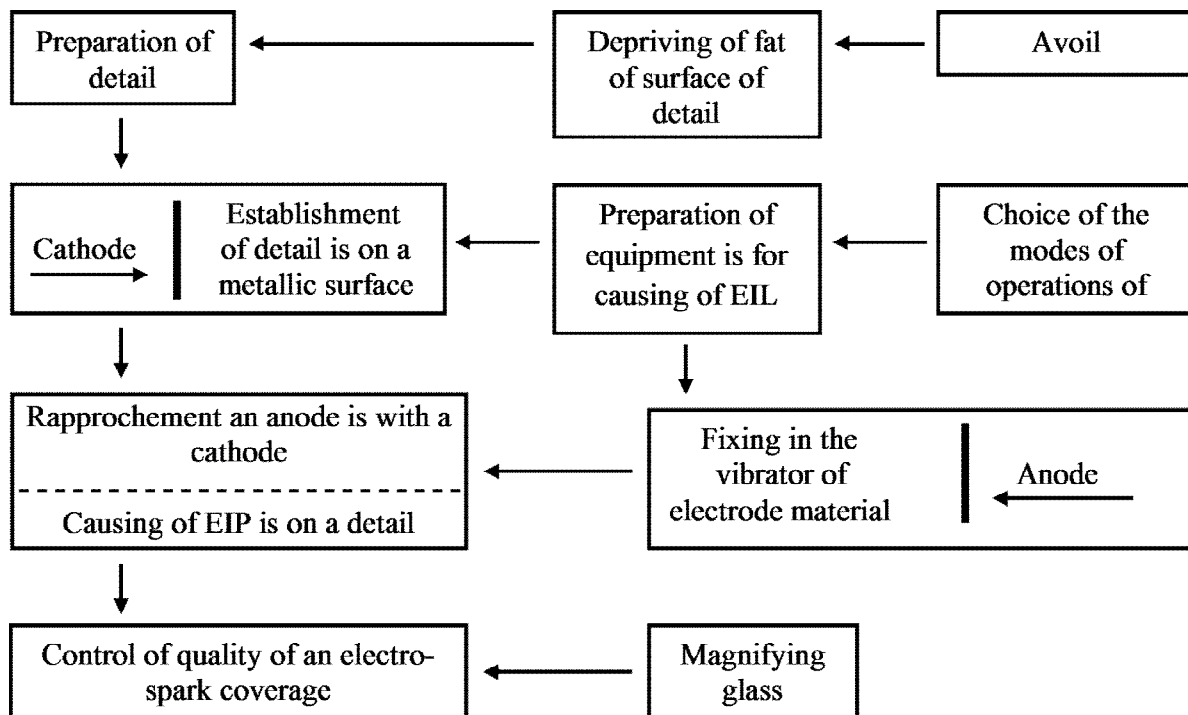 Preparation of
detail
Depriving of fat
of surface of
detail
Avoil
Cathode
Establishment
of detail is on a
metallic surface
Preparation of
equipment is for
causing of EIL
Choice of the
modes of
operations of
Rapprochement an anode is with a
cathode
Causing of EIP is on a detail
Fixing in the
vibrator of
electrode material
Anode
Control of quality of an electro-
spark coverage
Magnifying
glass